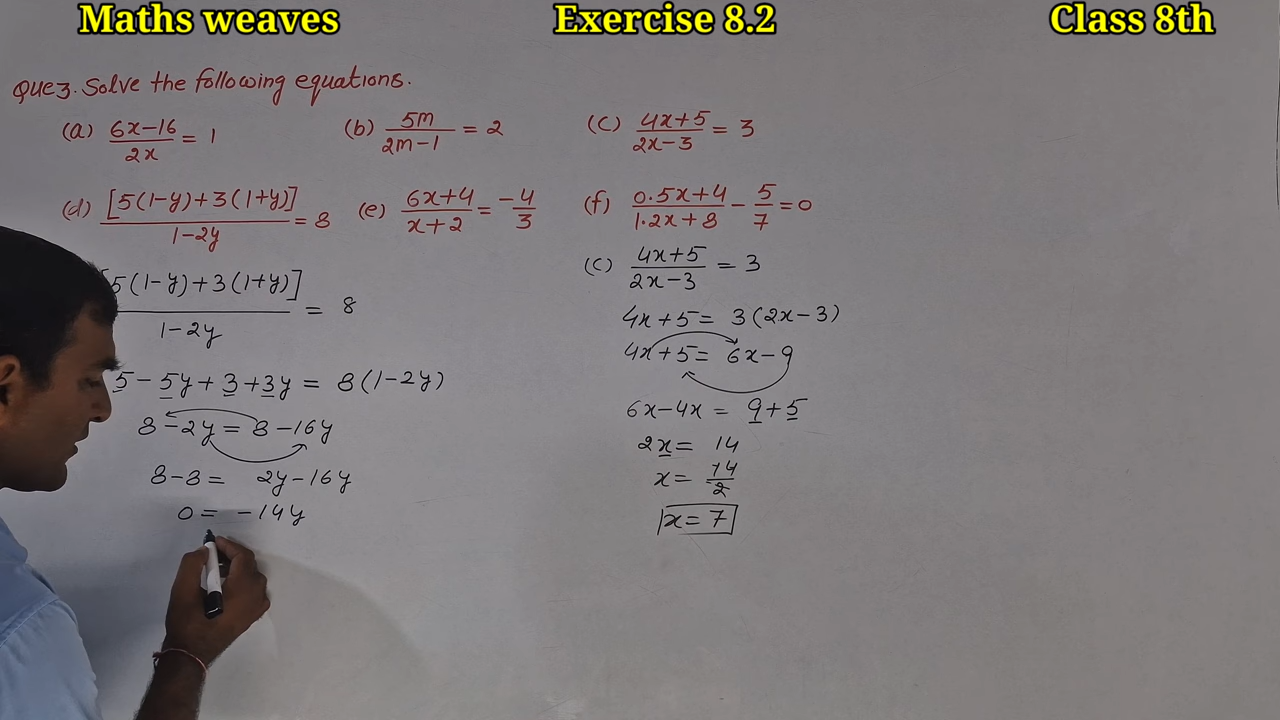 Maths weaves Exercise 8.2 Class 8th
Que3. Solve the following equations.
(a) (6x-16)/(2x) = 1 (b) (5m)/(2m-1) = 2 (c) (4x+5)/(2x-3) = 3
(d) [5(1-y)+3(1+y)]/(1-2y) = 8 (e) (6x+4)/(x+2) = -4/3 (f) (0.5x+4)/(1.2x+8) - 5/7 = 0
[5(1-y)+3(1+y)]/(1-2y) = 8
5-5y+3+3y = 8(1-2y)
8-2y = 8-16y
8-8 = 2y-16y
0 = -14y
(c) (4x+5)/(2x-3) = 3
4x+5 = 3(2x-3)
4x+5 = 6x-9
6x-4x = 9+5
2x = 14
x = 14/2
x = 7